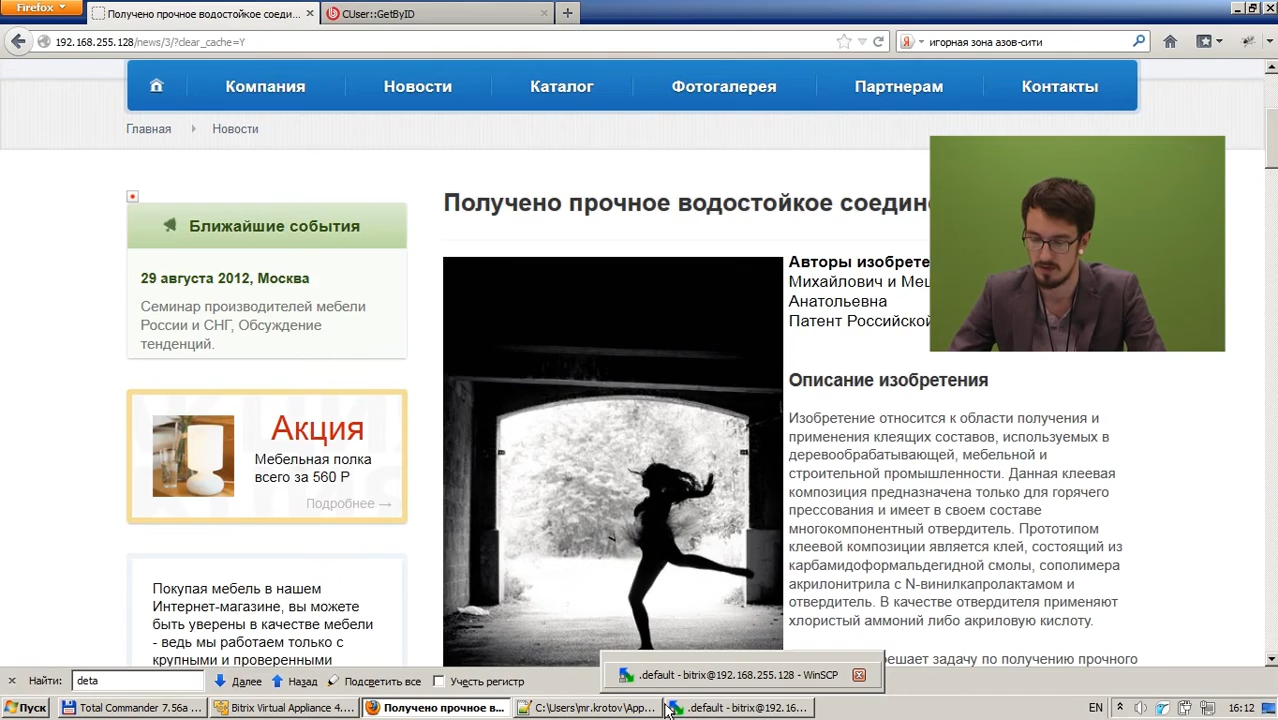 Firefox
Получено прочное водостойкое соеди...
CUser::GetByID
192.168.255.128/news/3/?clear_cache=Y
игорная зона азов-сити
Компания
Новости
Каталог
Фотогалерея
Партнерам
Контакты
Главная
Новости
Ближайшие события
29 августа 2012, Москва
Семинар производителей мебели
России и СНГ, Обсуждение
тенденций.
Акция
Мебельная полка
всего за 560 Р
Подробнее →
Покупая мебель в нашем
Интернет-магазине, вы можете
быть уверены в качестве мебели
- ведь мы работаем только с
крупными и проверенными
Получено прочное водостойкое соедин
Авторы изобрете
Михайлович и Мец
Анатольевна
Патент Российской
Описание изобретения
Изобретение относится к области получения и
применения клеящих составов, используемых в
деревообрабатывающей, мебельной и
строительной промышленности. Данная клеевая
композиция предназначена только для горячего
прессования и имеет в своем составе
многокомпонентный отвердитель. Прототипом
клеевой композиции является клей, состоящий из
карбамидоформальдегидной смолы, сополимера
акрилонитрила с N-винилкапролактамом и
отвердитель. В качестве отвердителя применяют
хлористый аммоний либо акриловую кислоту.
решает задачу по получению прочного
.default - bitrix@192.168.255.128 - WinSCP
Найти:
deta
Далее
Назад
Подсветить все
Учесть регистр
Пуск
Total Commander 7.56a ...
Bitrix Virtual Appliance 4....
Получено прочное в...
C:\Users\mr.krotov\App...
.default - bitrix@192.16...
EN
16:12